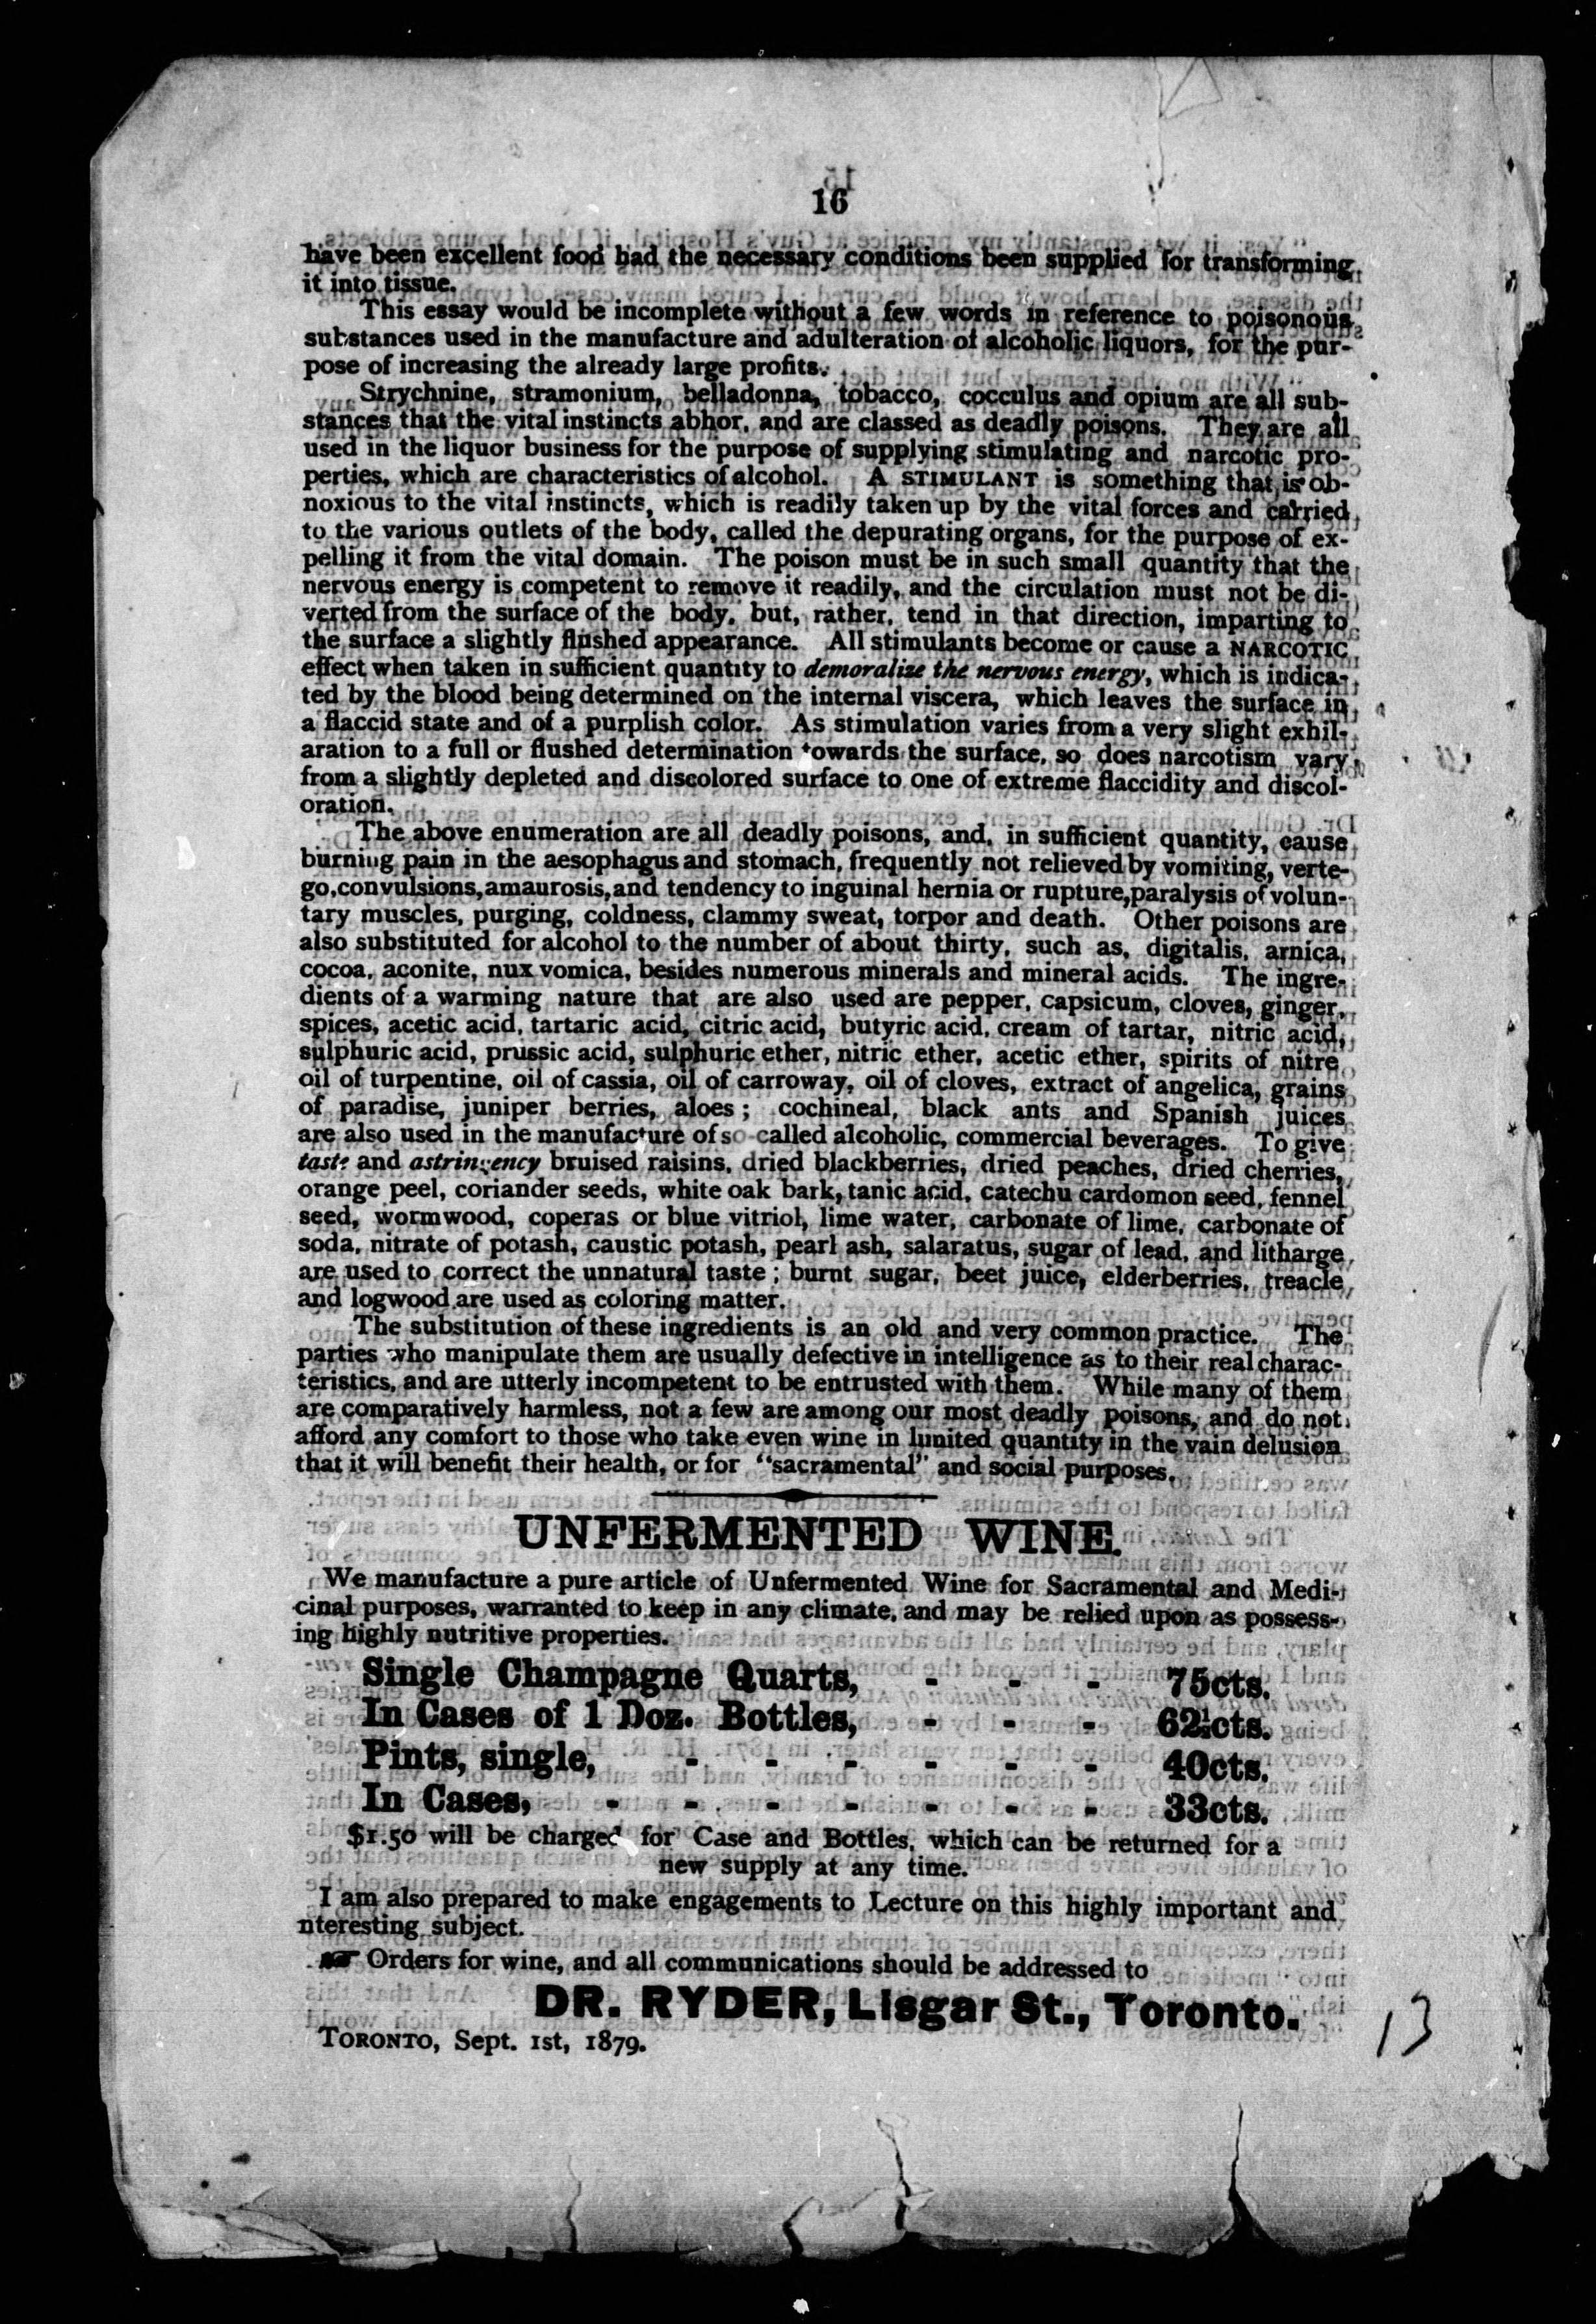 16
have been excellent food had the necessary conditions been supplied for transforming
it into tissue.
This essay would be incomplete without a few words in reference to poisonous
substances used in the manufacture and adulteration of alcoholic liquors, for the pur-
pose of increasing the already large profits.
Strychnine, stramonium, belladonna, tobacco, cocculus and opium are all sub-
stances that the vital instincts abhor, and are classed as deadly poisons. They are all
used in the liquor business for the purpose of supplying stimulating and narcotic pro-
perties, which are characteristics of alcohol. A STIMULANT is something that is ob-
noxious to the vital instincts, which is readily taken up by the vital forces and carried
to the various outlets of the body, called the depurating organs, for the purpose of ex-
pelling it from the vital domain. The poison must be in such small quantity that the
nervous energy is competent to remove it readily, and the circulation must not be di-
verted from the surface of the body, but, rather, tend in that direction, imparting to
the surface a slightly flushed appearance. All stimulants become or cause a NARCOTIC
effect when taken in sufficient quantity to demoralize the nervous energy, which is indica-
ted by the blood being determined on the internal viscera, which leaves the surface in
a flaccid state and of a purplish color. As stimulation varies from a very slight exhil-
aration to a full or flushed determination towards the surface, so does narcotism vary
from a slightly depleted and discolored surface to one of extreme flaccidity and discol-
oration.
The above enumeration are all deadly poisons, and, in sufficient quantity, cause
burning pain in the aesophagus and stomach, frequently not relieved by vomiting, verte-
go, convulsions, amaurosis, and tendency to inguinal hernia or rupture, paralysis of volun-
tary muscles, purging, coldness, clammy sweat, torpor and death. Other poisons are
also substituted for alcohol to the number of about thirty, such as, digitalis, arnica,
cocoa, aconite, nux vomica, besides numerous minerals and mineral acids. The ingre-
dients of a warming nature that are also used are pepper, capsicum, cloves, ginger,
spices, acetic acid, tartaric acid, citric acid, butyric acid, cream of tartar, nitric acid,
sulphuric acid, prussic acid, sulphuric ether, nitric ether, acetic ether, spirits of nitre
oil of turpentine, oil of cassia, oil of carroway, oil of cloves, extract of angelica, grains
of paradise, juniper berries, aloes; cochineal, black ants and Spanish juices
are also used in the manufacture of so-called alcoholic, commercial beverages. To give
taste and astringency bruised raisins, dried blackberries, dried peaches, dried cherries,
orange peel, coriander seeds, white oak bark, tanic acid, catechu cardomon seed, fennel
seed, wormwood, coperas or blue vitriol, lime water, carbonate of lime, carbonate of
soda, nitrate of potash, caustic potash, pearl ash, salaratus, sugar of lead, and litharge
are used to correct the unnatural taste; burnt sugar, beet juice, elderberries, treacle
and logwood are used as coloring matter.
The substitution of these ingredients is an old and very common practice. The
parties who manipulate them are usually defective in intelligence as to their real charac-
teristics, and are utterly incompetent to be entrusted with them. While many of them
are comparatively harmless, not a few are among our most deadly poisons, and do not
afford any comfort to those who take even wine in limited quantity in the vain delusion
that it will benefit their health, or for "sacramental" and social purposes.
UNFERMENTED WINE.
We manufacture a pure article of Unfermented Wine for Sacramental and Medi-
cinal purposes, warranted to keep in any climate, and may be relied upon as possess-
ing highly nutritive properties.
Single Champagne Quarts, - - - 75cts.
In Cases of 1 Doz. Bottles, - - - 62½cts.
Pints, single, - - - - - - 40cts.
In Cases, - - - - - - - 33cts.
$1.50 will be charged for Case and Bottles, which can be returned for a
new supply at any time.
I am also prepared to make engagements to Lecture on this highly important and
nteresting subject.
☞ Orders for wine, and all communications should be addressed to
DR. RYDER, Lisgar St., Toronto.
TORONTO, Sept. 1st, 1879.
13